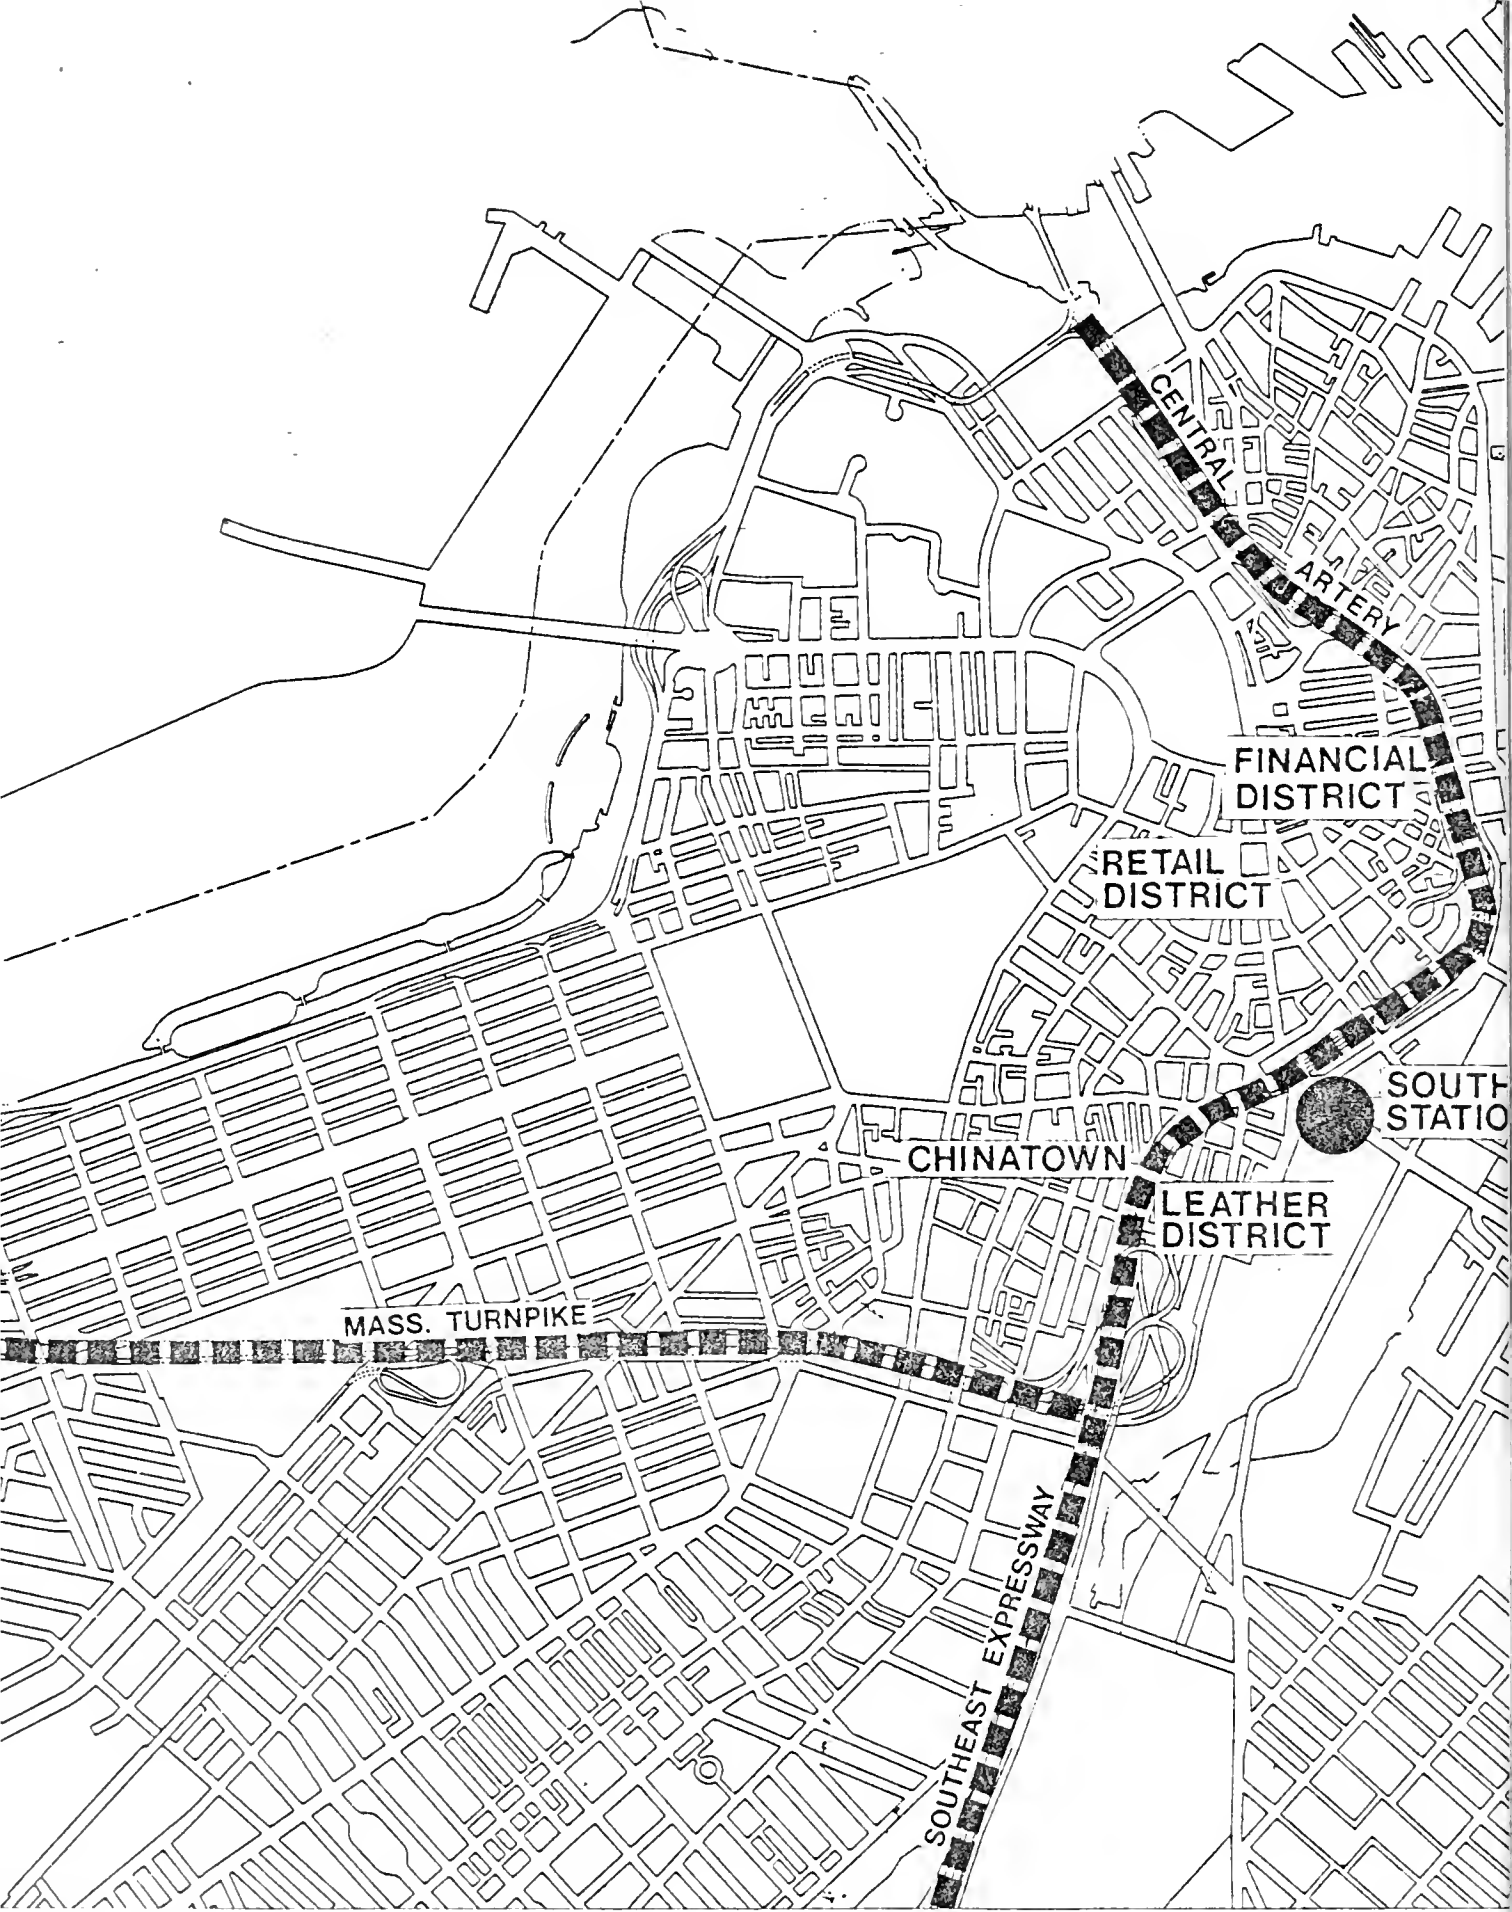 CENTRAL
ARTERY
FINANCIAL
DISTRICT
RETAIL
DISTRICT
SOUTH
STATIO
CHINATOWN
LEATHER
DISTRICT
MASS. TURNPIKE
SOUTHEAST EXPRESSWAY